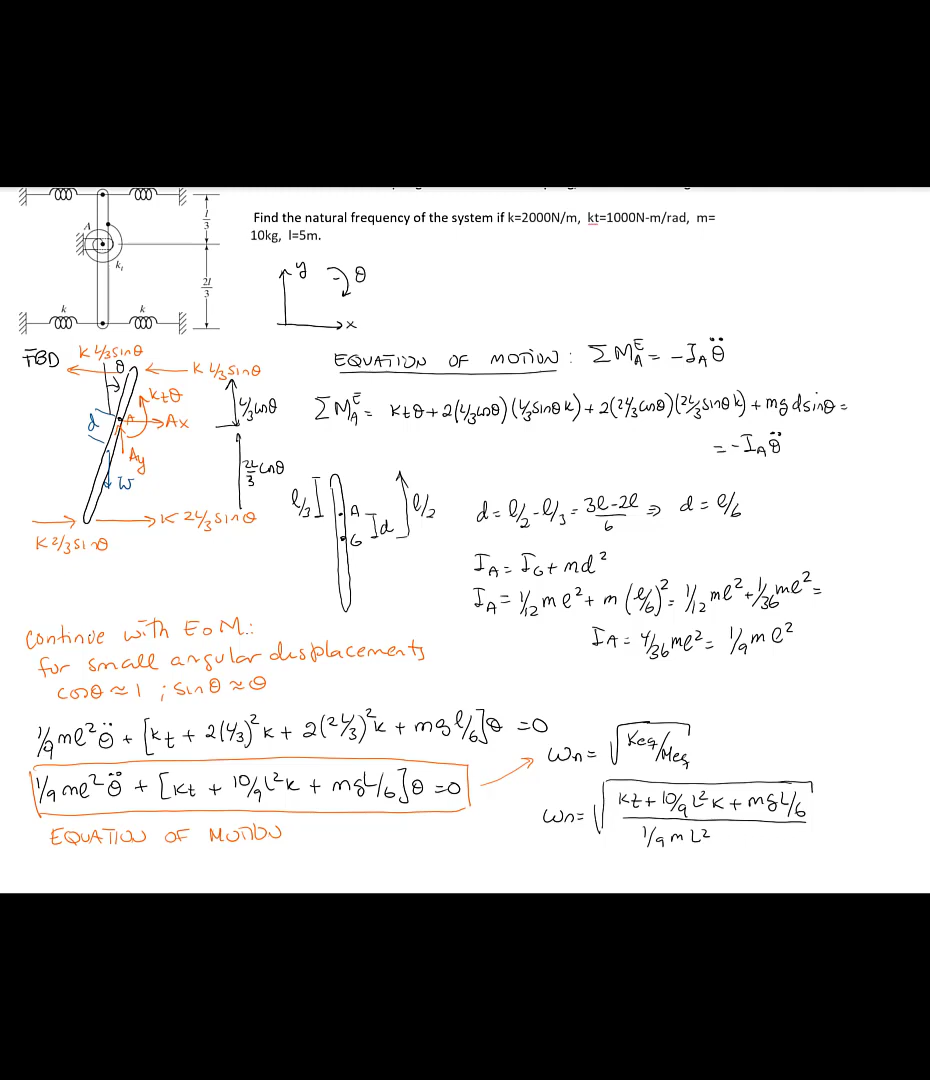 Find the natural frequency of the system if k=2000N/m, kt=1000N-m/rad, m=
10kg, l=5m.
A
l/3
k_t
2l/3
k k
y
θ
x
FBD
K L/3 sinθ
θ
K L/3 sinθ
ktθ
L/3 cosθ
d
A
Ax
Ay
W
2L/3 cosθ
K 2L/3 sinθ
K 2/3 sinθ
EQUATION OF MOTION: ΣM_A^E = -I_A θ̈
ΣM_A^E = ktθ + 2(L/3 cosθ)(L/3 sinθ k) + 2(2L/3 cosθ)(2L/3 sinθ k) + mg d sinθ =
= -I_A θ̈
l/3
A
G
d
l/2
d = l/2 - l/3 = (3l-2l)/6 ⇒ d = l/6
I_A = I_G + md²
I_A = 1/12 ml² + m(l/6)² = 1/12 ml² + 1/36 ml² =
I_A = 4/36 ml² = 1/9 ml²
Continue with EoM.:
for small angular displacements
cosθ ≈ 1 ; sinθ ≈ θ
1/9 ml² θ̈ + [kt + 2(L/3)² k + 2(2L/3)² k + mg l/6] θ = 0
1/9 ml² θ̈ + [kt + 10/9 L² k + mg L/6] θ = 0
EQUATION OF MOTION
ωn = √(Keq/Meq)
ωn = √((kt + 10/9 L² k + mg L/6)/(1/9 m L²))